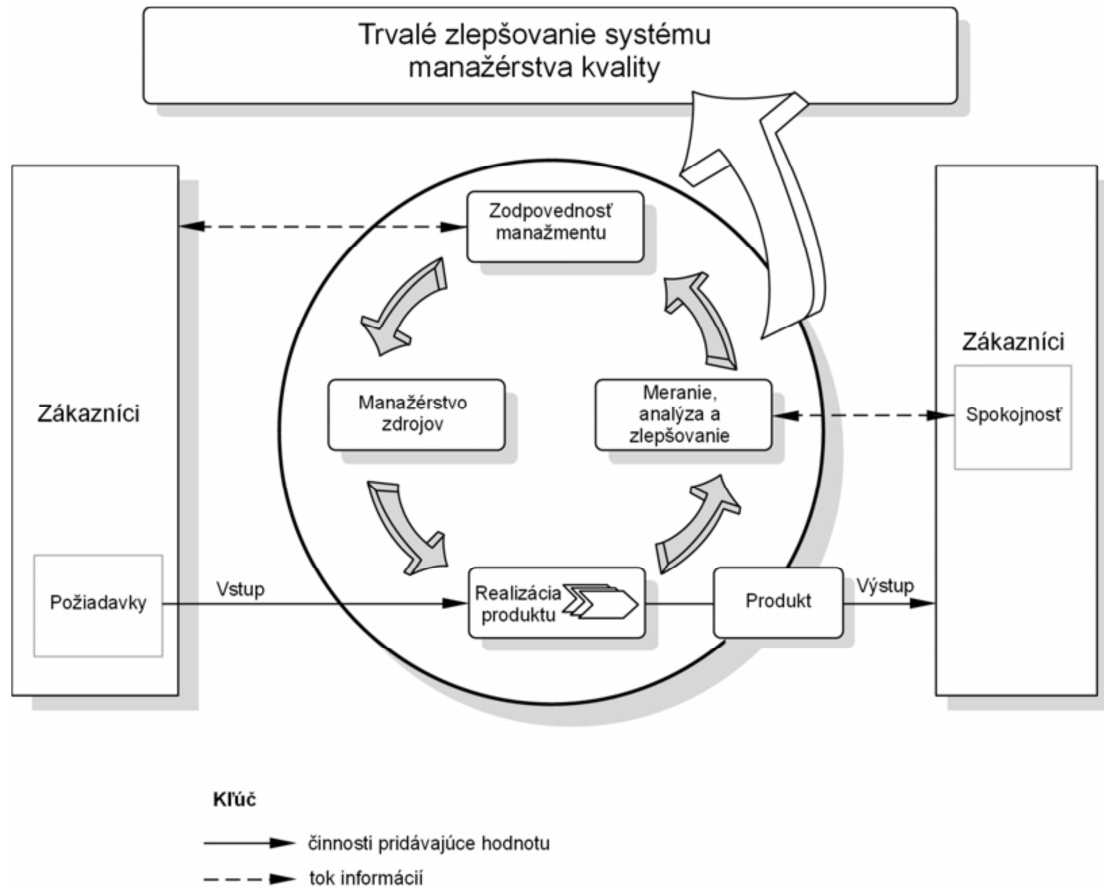 Trvalé zlepšovanie systému
manažérstva kvality
Zodpovednosť
manažmentu
Zákazníci
Manažérstvo
zdrojov
Meranie,
analýza a
zlepšovanie
Zákazníci
Spokojnosť
Požiadavky
Vstup
Realizácia
produktu
Produkt
Výstup
Kľúč
činnosti pridávajúce hodnotu
tok informácií